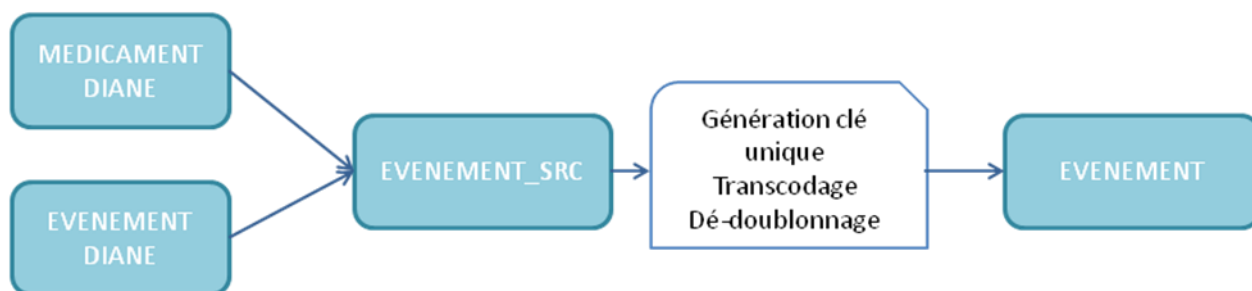 MEDICAMENT
DIANE
EVENEMENT
DIANE
EVENEMENT_SRC
Génération clé
unique
Transcodage
Dé-doublonnage
EVENEMENT